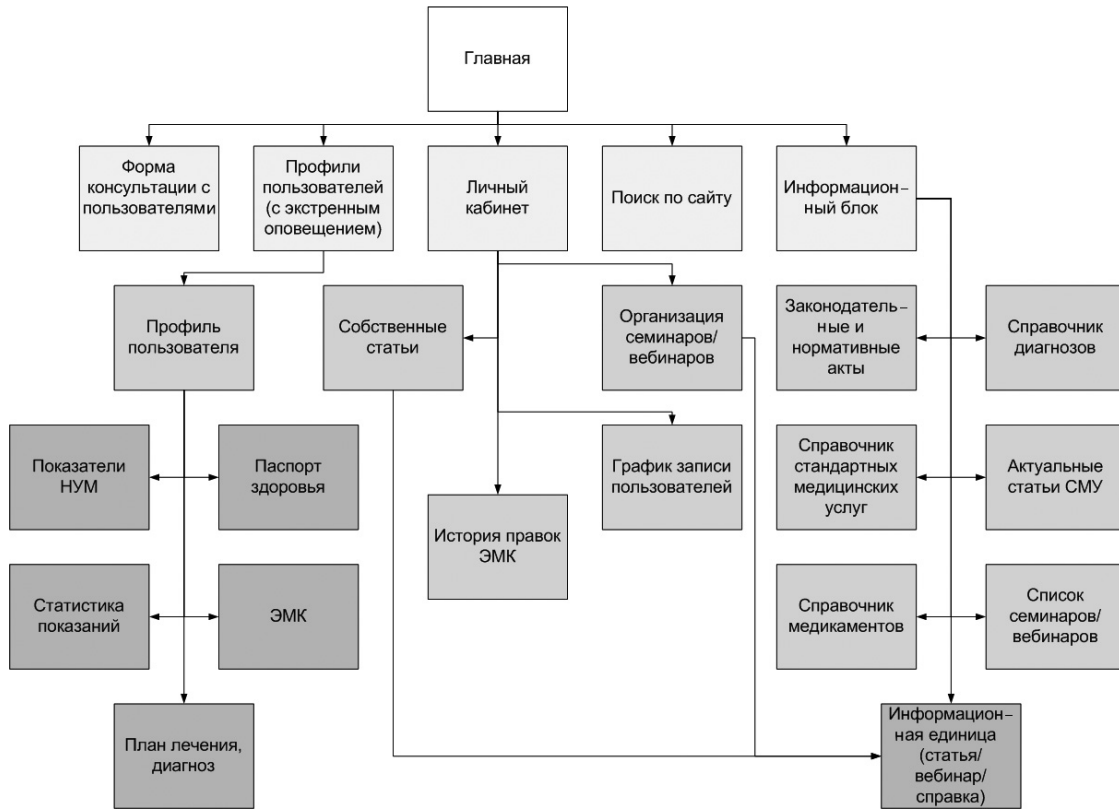 Главная
Форма
консультации с
пользователями
Профили
пользователей
(с экстренным
оповещением)
Личный
кабинет
Поиск по сайту
Информацион–
ный блок
Профиль
пользователя
Собственные
статьи
Организация
семинаров/
вебинаров
Законодатель–
ные и
нормативные
акты
Справочник
диагнозов
Показатели
НУМ
Паспорт
здоровья
История правок
ЭМК
График записи
пользователей
Справочник
стандартных
медицинских
услуг
Актуальные
статьи СМУ
Статистика
показаний
ЭМК
Справочник
медикаментов
Список
семинаров/
вебинаров
План лечения,
диагноз
Информацион–
ная единица
(статья/
вебинар/
справка)